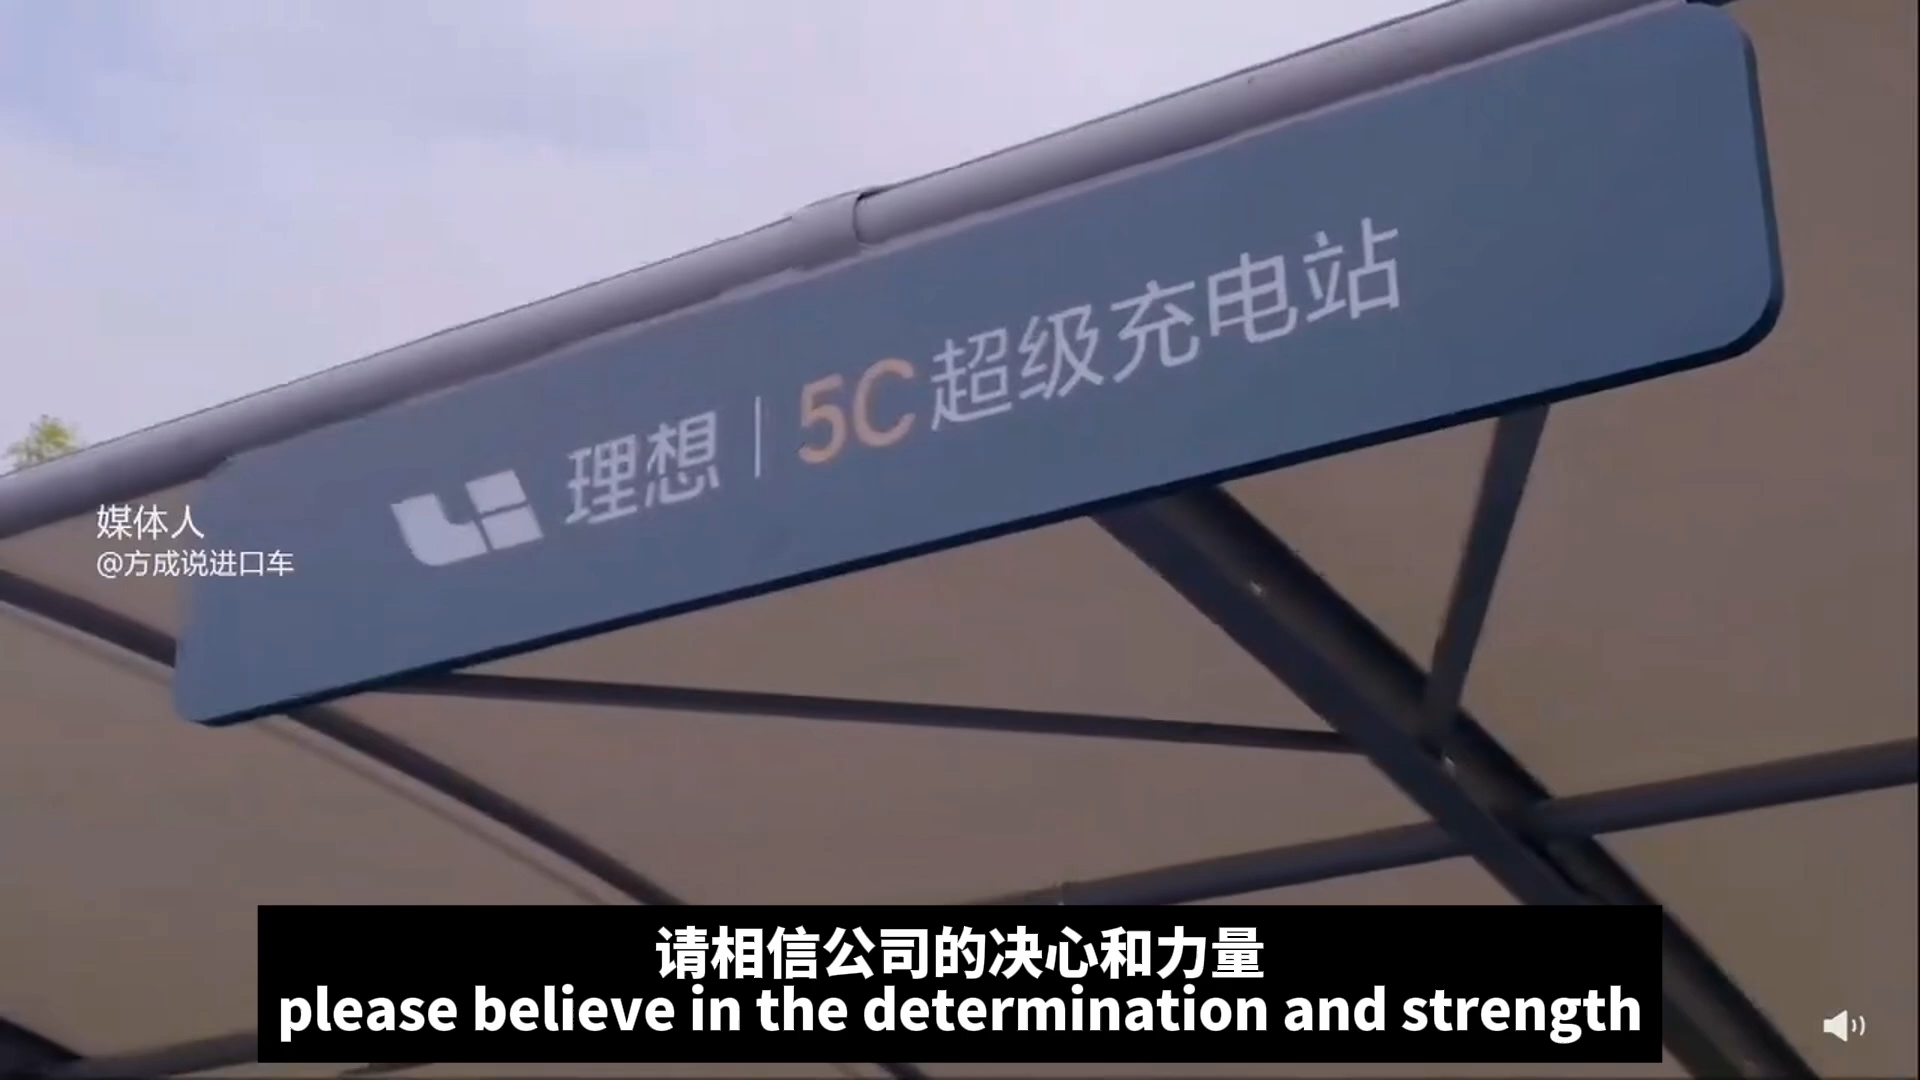 理想 | 5C超级充电站
媒体人
@方成说进口车
请相信公司的决心和力量
please believe in the determination and strength